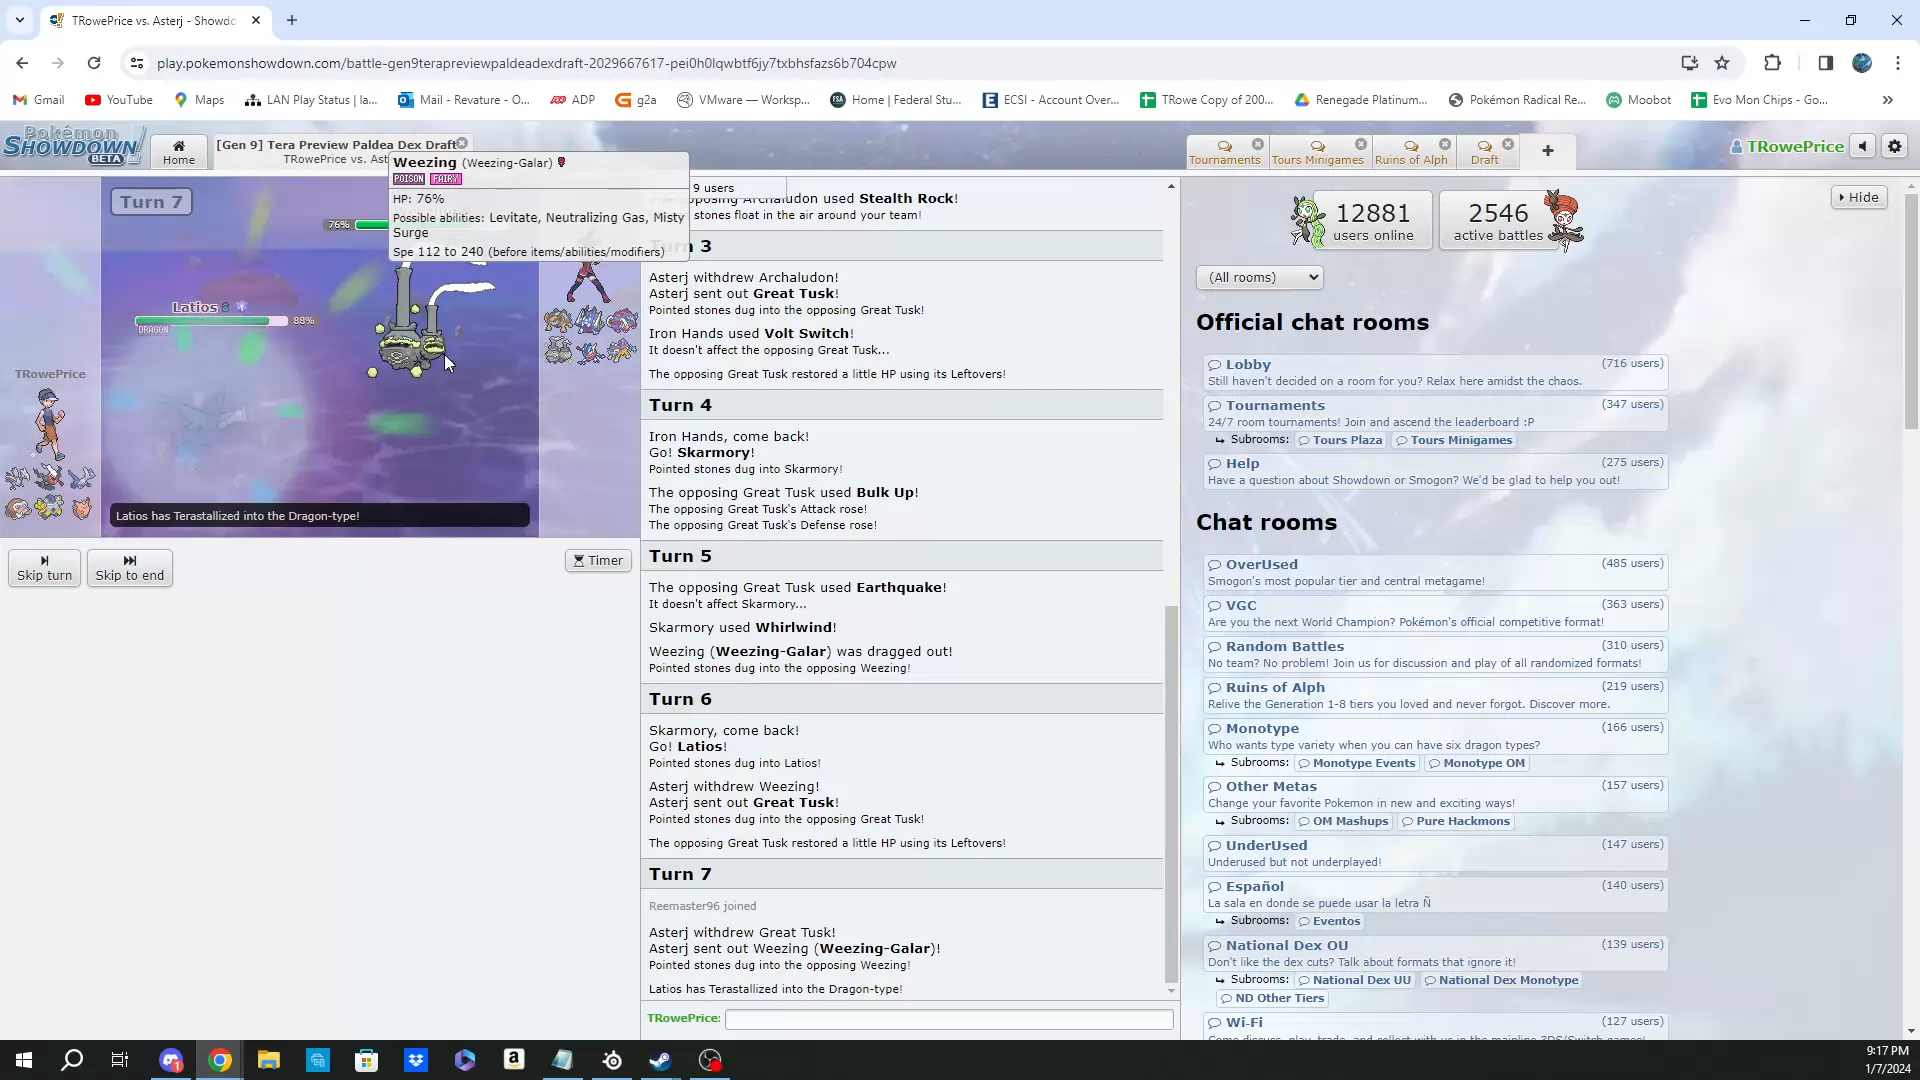 TRowePrice vs. Asterj - Showdo
play.pokemonshowdown.com/battle-gen9terapreviewpaldeadexdraft-2029667617-pei0h0lqwbtf6jy7txbhsfazs6b704cpw
Gmail YouTube Maps LAN Play Status | la... Mail - Revature - O... ADP g2a VMware — Worksp... Home | Federal Stu... ECSI - Account Over... TRowe Copy of 200... Renegade Platinum... Pokémon Radical Re... Moobot Evo Mon Chips - Go...
Pokémon
SHOWDOWN!
BETA
Home
[Gen 9] Tera Preview Paldea Dex Draft
TRowePrice vs. Ast
Tournaments
Tours Minigames
Ruins of Alph
Draft
TRowePrice
Weezing (Weezing-Galar)
POISON FAIRY
HP: 76%
Possible abilities: Levitate, Neutralizing Gas, Misty
Surge
Spe 112 to 240 (before items/abilities/modifiers)
Turn 7
76%
Latios
88%
DRAGON
TRowePrice
Latios has Terastallized into the Dragon-type!
Skip turn
Skip to end
Timer
9 users
Archaludon used Stealth Rock!
stones float in the air around your team!
3
Asterj withdrew Archaludon!
Asterj sent out Great Tusk!
Pointed stones dug into the opposing Great Tusk!
Iron Hands used Volt Switch!
It doesn't affect the opposing Great Tusk...
The opposing Great Tusk restored a little HP using its Leftovers!
Turn 4
Iron Hands, come back!
Go! Skarmory!
Pointed stones dug into Skarmory!
The opposing Great Tusk used Bulk Up!
The opposing Great Tusk's Attack rose!
The opposing Great Tusk's Defense rose!
Turn 5
The opposing Great Tusk used Earthquake!
It doesn't affect Skarmory...
Skarmory used Whirlwind!
Weezing (Weezing-Galar) was dragged out!
Pointed stones dug into the opposing Weezing!
Turn 6
Skarmory, come back!
Go! Latios!
Pointed stones dug into Latios!
Asterj withdrew Weezing!
Asterj sent out Great Tusk!
Pointed stones dug into the opposing Great Tusk!
The opposing Great Tusk restored a little HP using its Leftovers!
Turn 7
Reemaster96 joined
Asterj withdrew Great Tusk!
Asterj sent out Weezing (Weezing-Galar)!
Pointed stones dug into the opposing Weezing!
Latios has Terastallized into the Dragon-type!
TRowePrice:
12881
users online
2546
active battles
Hide
(All rooms)
Official chat rooms
Lobby (716 users)
Still haven't decided on a room for you? Relax here amidst the chaos.
Tournaments (347 users)
24/7 room tournaments! Join and ascend the leaderboard :P
Subrooms: Tours Plaza Tours Minigames
Help (275 users)
Have a question about Showdown or Smogon? We'd be glad to help you out!
Chat rooms
OverUsed (485 users)
Smogon's most popular tier and central metagame!
VGC (363 users)
Are you the next World Champion? Pokémon's official competitive format!
Random Battles (310 users)
No team? No problem! Join us for discussion and play of all randomized formats!
Ruins of Alph (219 users)
Relive the Generation 1-8 tiers you loved and never forgot. Discover more.
Monotype (166 users)
Who wants type variety when you can have six dragon types?
Subrooms: Monotype Events Monotype OM
Other Metas (157 users)
Change your favorite Pokemon in new and exciting ways!
Subrooms: OM Mashups Pure Hackmons
UnderUsed (147 users)
Underused but not underplayed!
Español (140 users)
La sala en donde se puede usar la letra Ñ
Subrooms: Eventos
National Dex OU (139 users)
Don't like the dex cuts? Talk about formats that ignore it!
Subrooms: National Dex UU National Dex Monotype
ND Other Tiers
Wi-Fi (127 users)
9:17 PM
1/7/2024